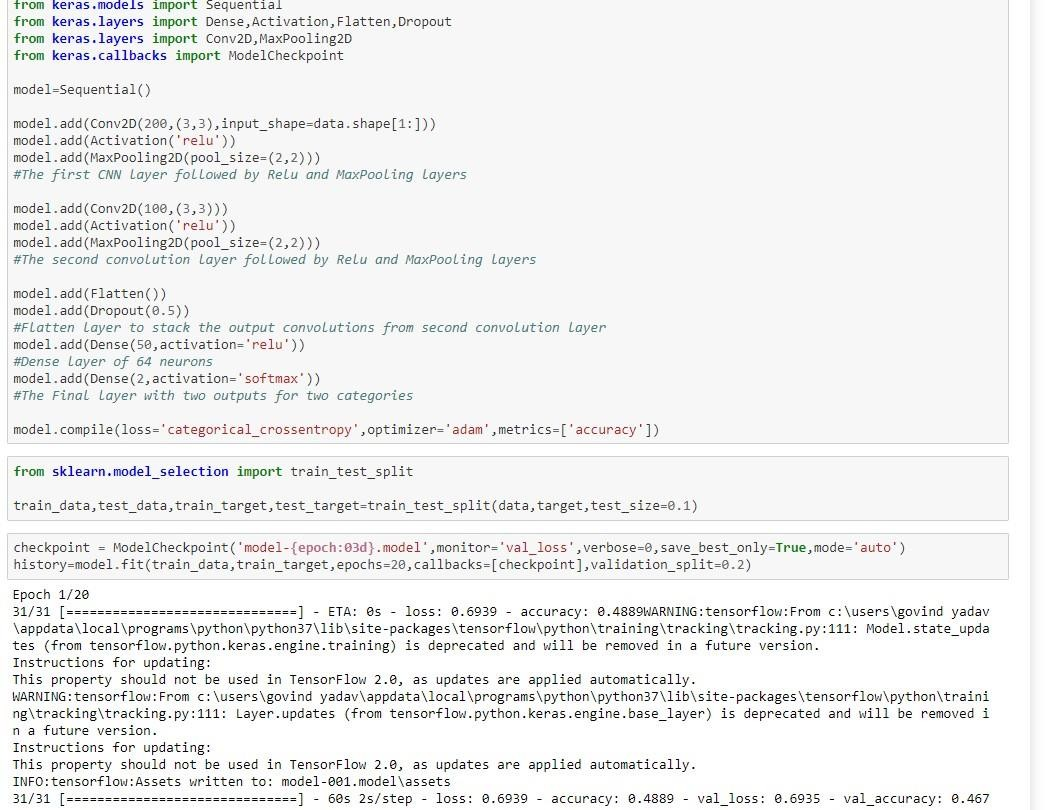 from keras.models import Sequential
from keras.layers import Dense,Activation,Flatten,Dropout
from keras.layers import Conv2D,MaxPooling2D
from keras.callbacks import ModelCheckpoint
model=Sequential()
model.add(Conv2D(200,(3,3),input_shape=data.shape[1:]))
model.add(Activation('relu'))
model.add(MaxPooling2D(pool_size=(2,2)))
#The first CNN layer followed by Relu and MaxPooling layers
model.add(Conv2D(100,(3,3)))
model.add(Activation('relu'))
model.add(MaxPooling2D(pool_size=(2,2)))
#The second convolution layer followed by Relu and MaxPooling layers
model.add(Flatten())
model.add(Dropout(0.5))
#Flatten layer to stack the output convolutions from second convolution layer
model.add(Dense(50,activation='relu'))
#Dense layer of 64 neurons
model.add(Dense(2,activation='softmax'))
#The Final layer with two outputs for two categories
model.compile(loss='categorical_crossentropy',optimizer='adam',metrics=['accuracy'])
from sklearn.model_selection import train_test_split
train_data,test_data,train_target,test_target=train_test_split(data,target,test_size=0.1)
checkpoint = ModelCheckpoint('model-{epoch:03d}.model',monitor='val_loss',verbose=0,save_best_only=True,mode='auto')
history=model.fit(train_data,train_target,epochs=20,callbacks=[checkpoint],validation_split=0.2)
Epoch 1/20
31/31 [==============================] - ETA: 0s - loss: 0.6939 - accuracy: 0.4889WARNING:tensorflow:From c:\users\govind yadav
\appdata\local\programs\python\python37\lib\site-packages\tensorflow\python\training\tracking\tracking.py:111: Model.state_upda
tes (from tensorflow.python.keras.engine.training) is deprecated and will be removed in a future version.
Instructions for updating:
This property should not be used in TensorFlow 2.0, as updates are applied automatically.
WARNING:tensorflow:From c:\users\govind yadav\appdata\local\programs\python\python37\lib\site-packages\tensorflow\python\traini
ng\tracking\tracking.py:111: Layer.updates (from tensorflow.python.keras.engine.base_layer) is deprecated and will be removed i
n a future version.
Instructions for updating:
This property should not be used in TensorFlow 2.0, as updates are applied automatically.
INFO:tensorflow:Assets written to: model-001.model\assets
31/31 [==============================] - 60s 2s/step - loss: 0.6939 - accuracy: 0.4889 - val_loss: 0.6935 - val_accuracy: 0.467